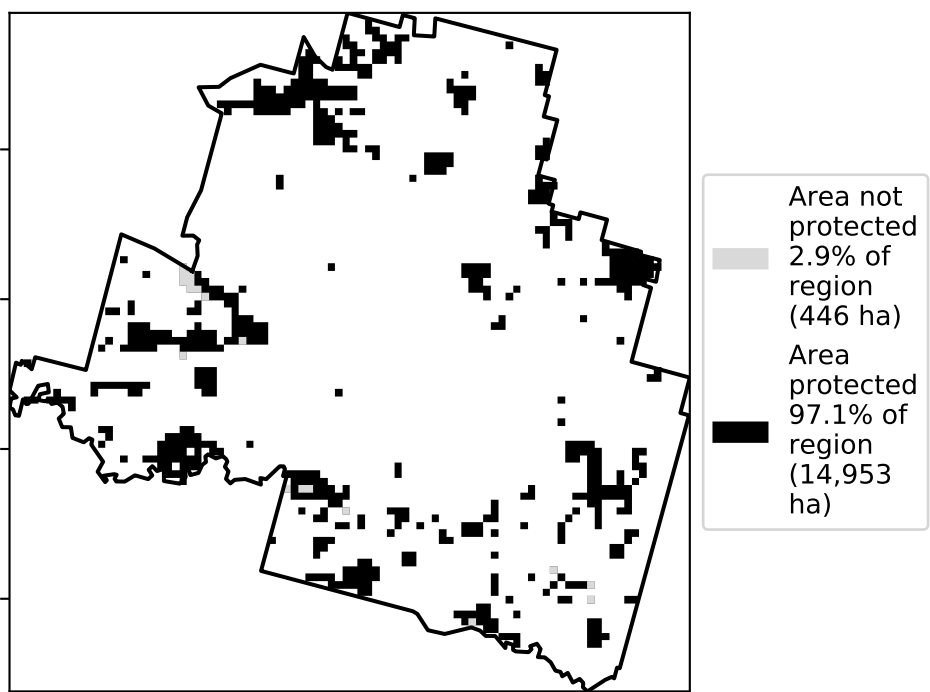 Area not
protected
2.9% of
region
(446 ha)
Area
protected
97.1% of
region
(14,953
ha)